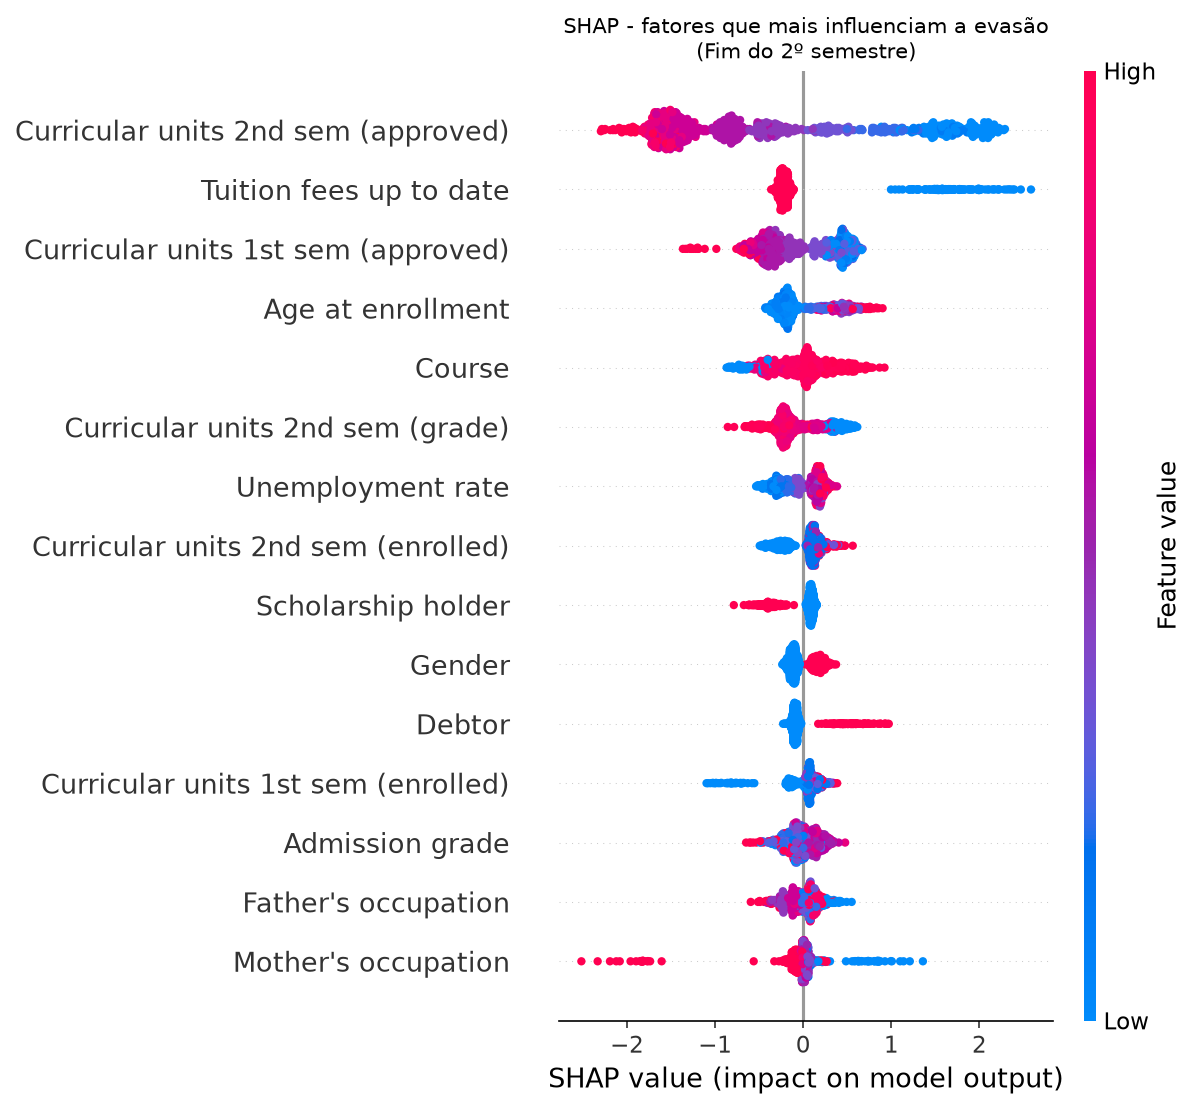 SHAP - fatores que mais influenciam a evasão
(Fim do 2º semestre)
High
Curricular units 2nd sem (approved)
Tuition fees up to date
Curricular units 1st sem (approved)
Age at enrollment
Course
Curricular units 2nd sem (grade)
Unemployment rate
Curricular units 2nd sem (enrolled)
Scholarship holder
Gender
Debtor
Curricular units 1st sem (enrolled)
Admission grade
Father's occupation
Mother's occupation
Feature value
Low
−2 −1 0 1 2
SHAP value (impact on model output)